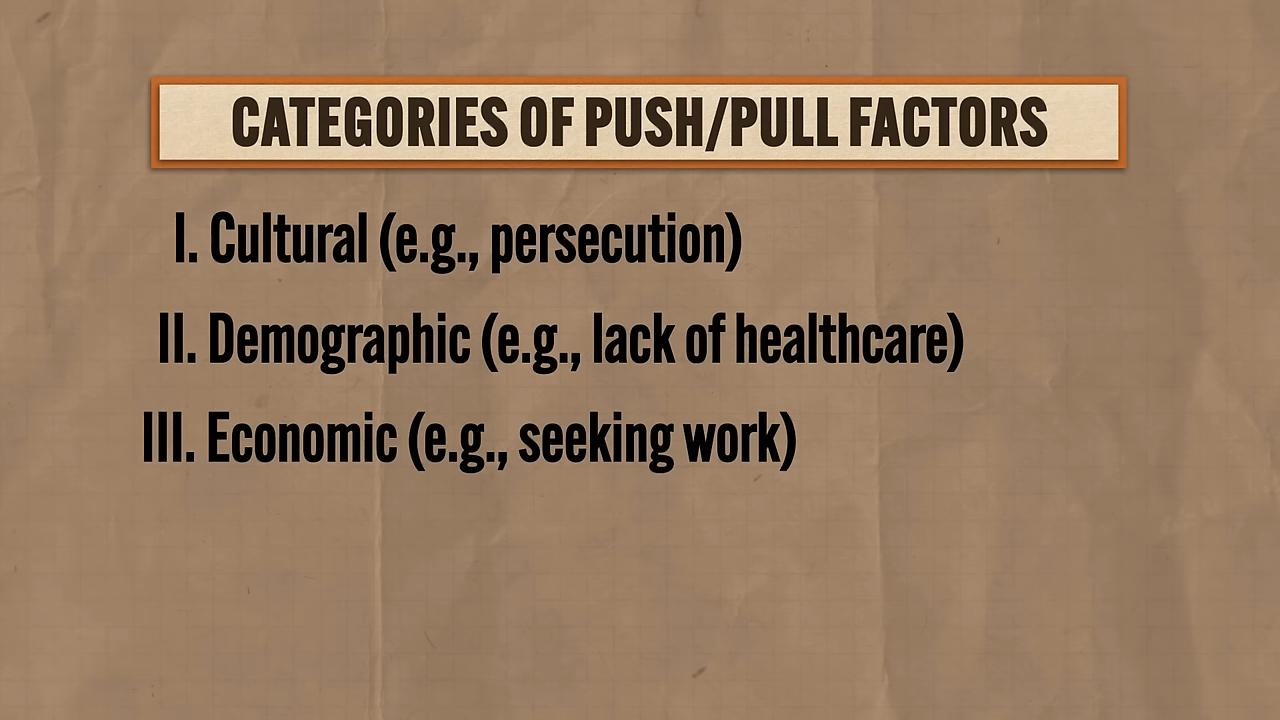 CATEGORIES OF PUSH/PULL FACTORS
I. Cultural (e.g., persecution)
II. Demographic (e.g., lack of healthcare)
III. Economic (e.g., seeking work)